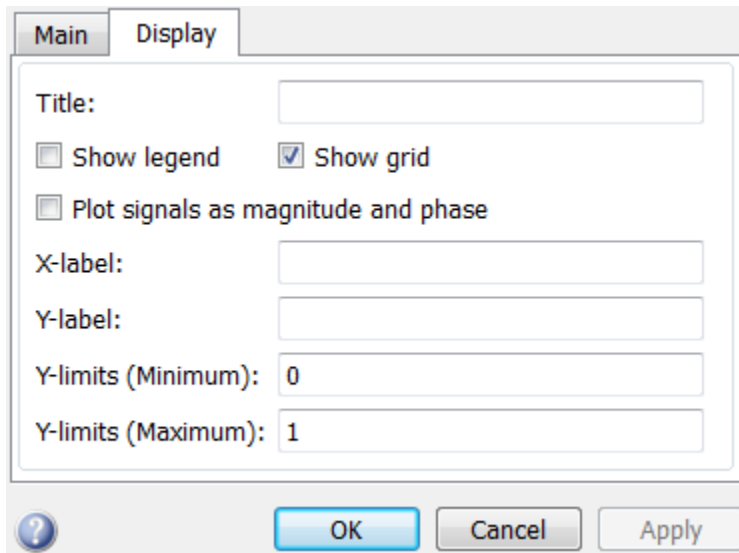 Main Display
Title:
Show legend Show grid
Plot signals as magnitude and phase
X-label:
Y-label:
Y-limits (Minimum): 0
Y-limits (Maximum): 1
? OK Cancel Apply